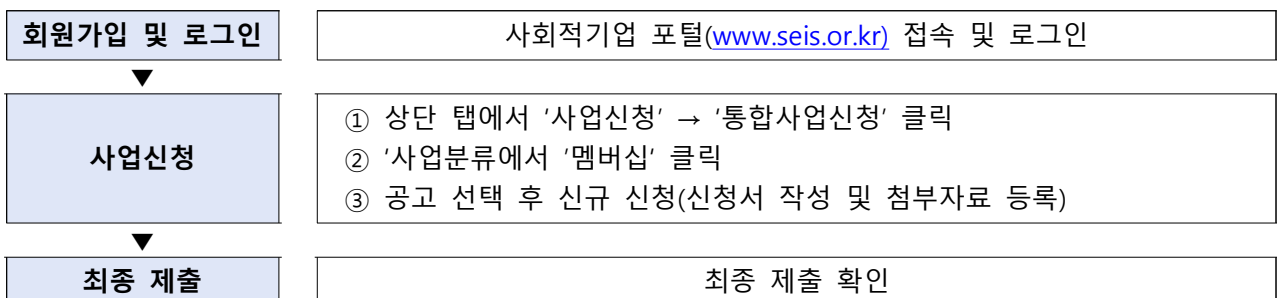 회원가입 및 로그인
사회적기업 포털(www.seis.or.kr) 접속 및 로그인
▼
사업신청
① 상단 탭에서 '사업신청' → '통합사업신청' 클릭
② '사업분류에서 '멤버십' 클릭
③ 공고 선택 후 신규 신청(신청서 작성 및 첨부자료 등록)
▼
최종 제출
최종 제출 확인